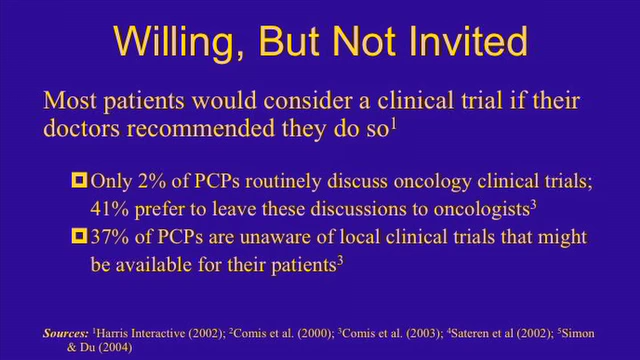 Willing, But Not Invited
Most patients would consider a clinical trial if their
doctors recommended they do so¹
Only 2% of PCPs routinely discuss oncology clinical trials;
41% prefer to leave these discussions to oncologists³
37% of PCPs are unaware of local clinical trials that might
be available for their patients³
Sources: ¹Harris Interactive (2002); ²Comis et al. (2000); ³Comis et al. (2003); ⁴Sateren et al (2002); ⁵Simon
& Du (2004)